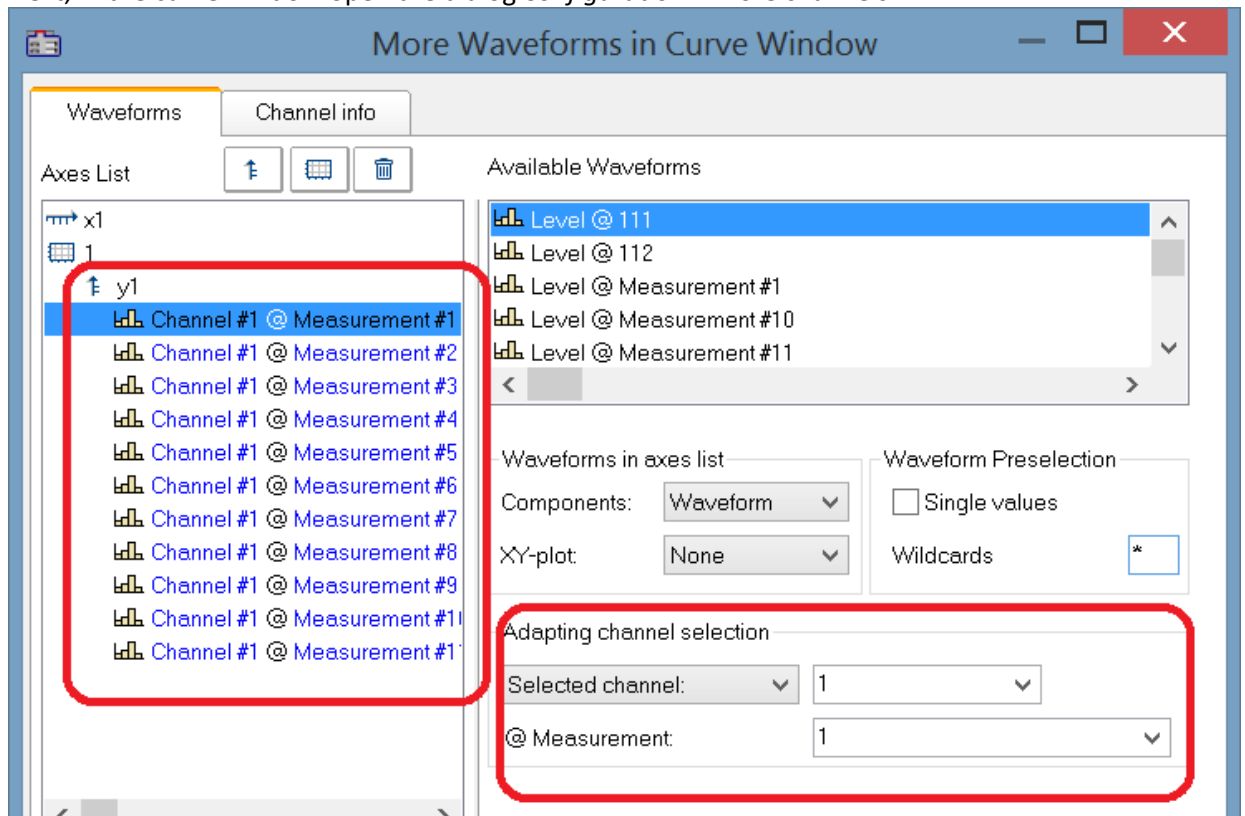 More Waveforms in Curve Window
Waveforms
Channel info
Axes List
Available Waveforms
x1
1
y1
Channel #1 @ Measurement #1
Channel #1 @ Measurement #2
Channel #1 @ Measurement #3
Channel #1 @ Measurement #4
Channel #1 @ Measurement #5
Channel #1 @ Measurement #6
Channel #1 @ Measurement #7
Channel #1 @ Measurement #8
Channel #1 @ Measurement #9
Channel #1 @ Measurement #1
Channel #1 @ Measurement #1
Level @ 111
Level @ 112
Level @ Measurement #1
Level @ Measurement #10
Level @ Measurement #11
Waveforms in axes list
Components: Waveform
XY-plot: None
Waveform Preselection
Single values
Wildcards *
Adapting channel selection
Selected channel: 1
@ Measurement: 1